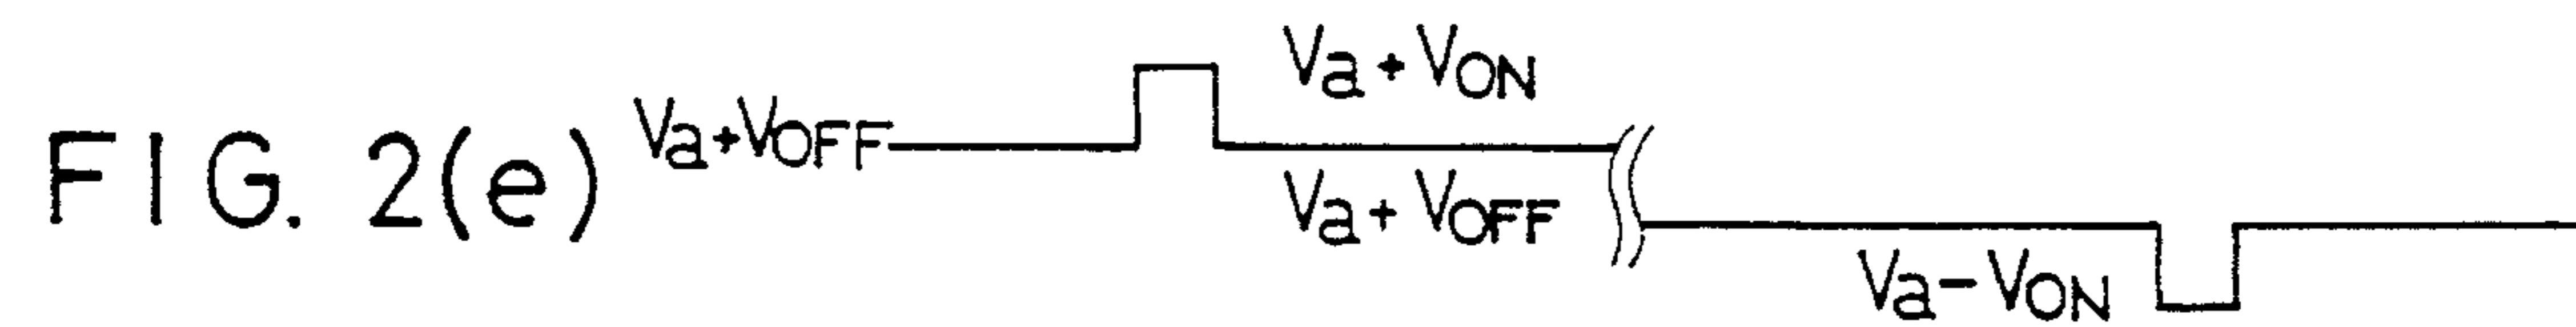 FIG. 2(e)
Va+VOFF
Va+VON
Va+VOFF
Va-VON